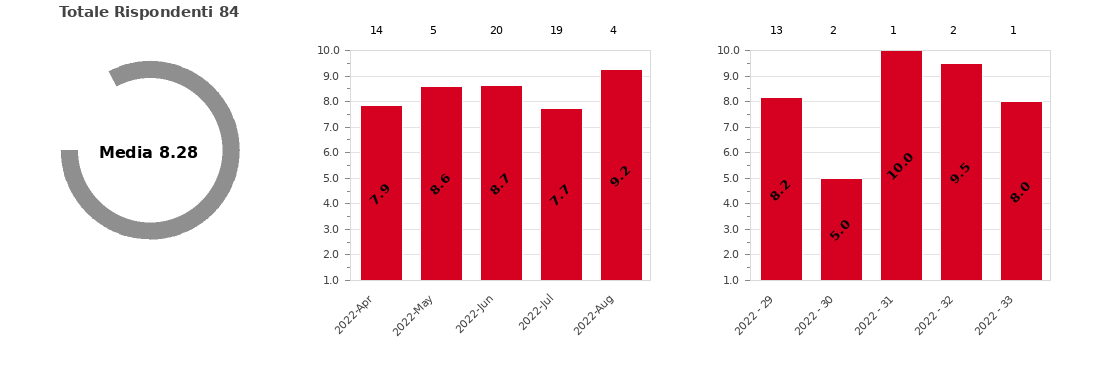 Totale Rispondenti 84
Media 8.28
14 5 20 19 4
10.0
9.0
8.0
7.0
6.0
5.0
4.0
3.0
2.0
1.0
7.9 8.6 8.7 7.7 9.2
2022-Apr 2022-May 2022-Jun 2022-Jul 2022-Aug
13 2 1 2 1
10.0
9.0
8.0
7.0
6.0
5.0
4.0
3.0
2.0
1.0
8.2 5.0 10.0 9.5 8.0
2022 - 29 2022 - 30 2022 - 31 2022 - 32 2022 - 33